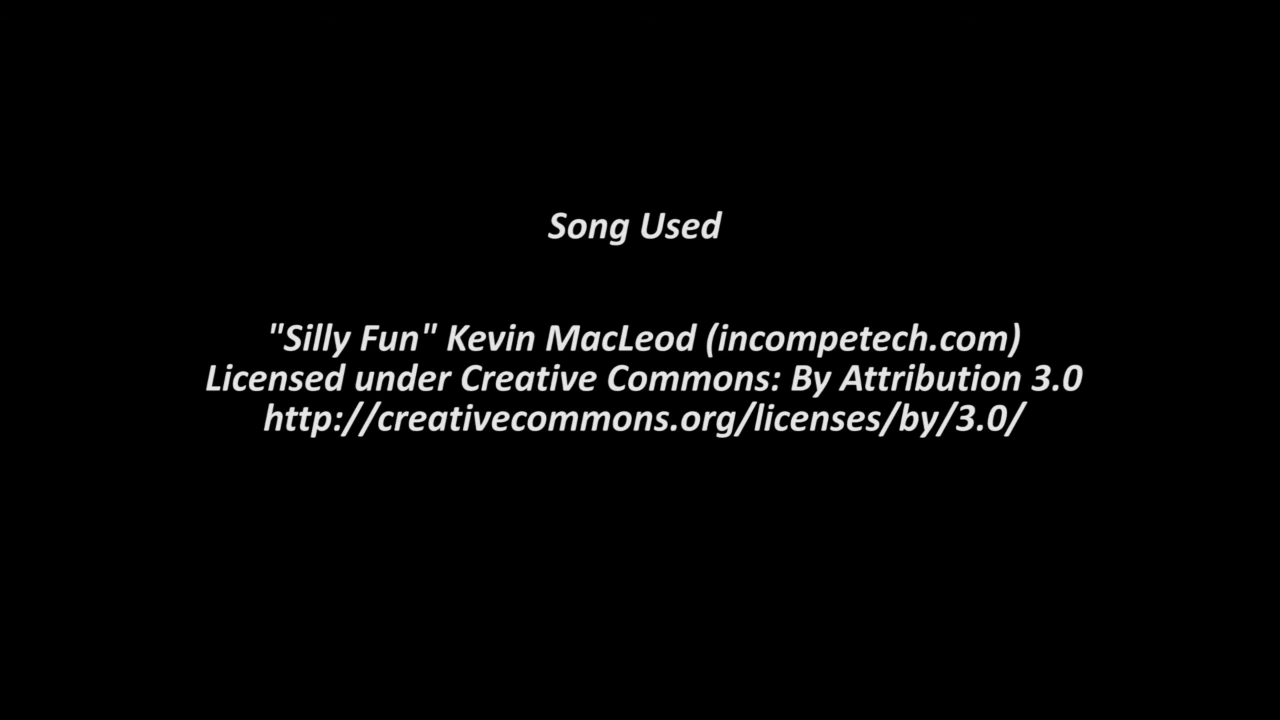 Song Used
"Silly Fun" Kevin MacLeod (incompetech.com)
Licensed under Creative Commons: By Attribution 3.0
http://creativecommons.org/licenses/by/3.0/